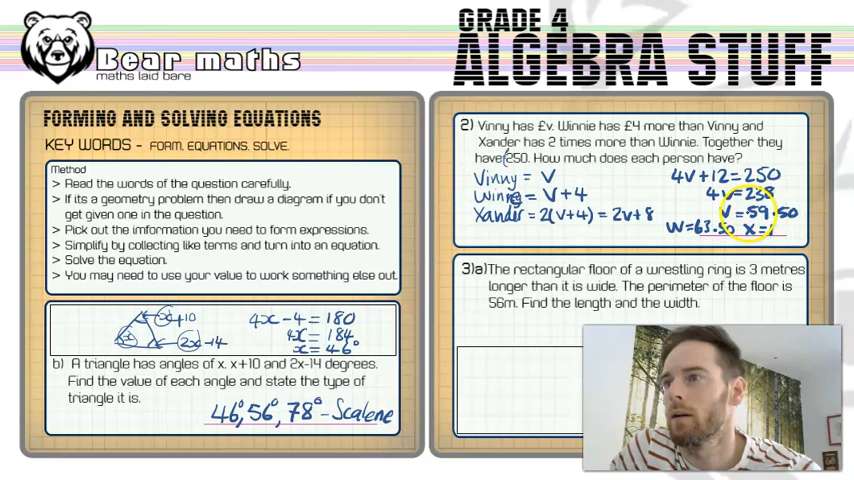 GRADE 4
ALGEBRA STUFF
Bear maths
maths laid bare
FORMING AND SOLVING EQUATIONS
KEY WORDS - FORM, EQUATIONS, SOLVE.
Method
> Read the words of the question carefully.
> If its a geometry problem then draw a diagram if you don't
get given one in the question.
> Pick out the imformation you need to form expressions.
> Simplify by collecting like terms and turn into an equation.
> Solve the equation.
> You may need to use your value to work something else out.
x+10
2x-14
4x-4=180
4x=184
x=46°
b) A triangle has angles of x, x+10 and 2x-14 degrees.
Find the value of each angle and state the type of
triangle it is.
46°, 56°, 78° - Scalene
2) Vinny has £v. Winnie has £4 more than Vinny and
Xander has 2 times more than Winnie. Together they
have £250. How much does each person have?
Vinny = V
Winnie = V+4
Xander = 2(V+4) = 2V+8
4V+12=250
4V=238
V=59.50
W=63.50 X=
3)a)The rectangular floor of a wrestling ring is 3 metres
longer than it is wide. The perimeter of the floor is
56m. Find the length and the width.